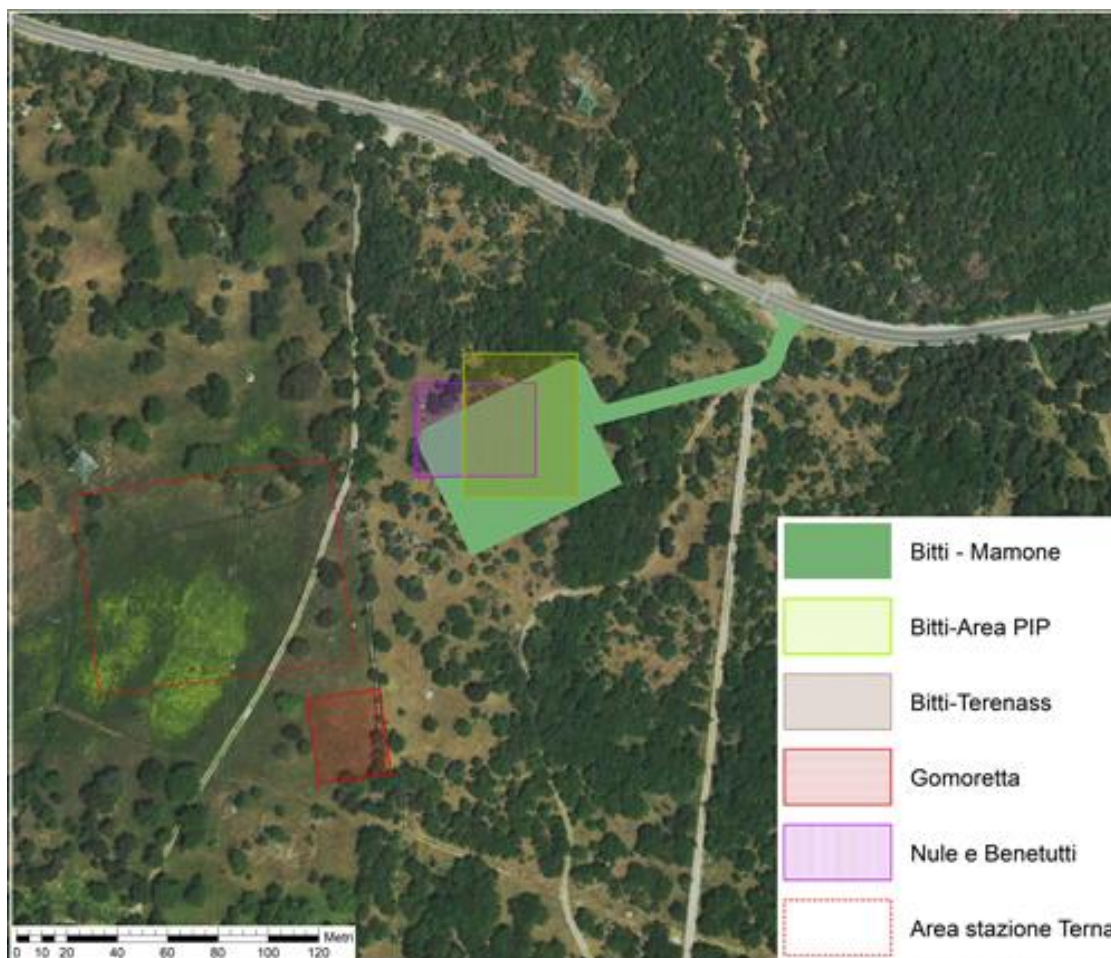 Bitti - Mamone
Bitti-Area PIP
Bitti-Terenass
Gomoretta
Nule e Benetutti
Area stazione Terna
Metri
0 10 20 40 60 80 100 120